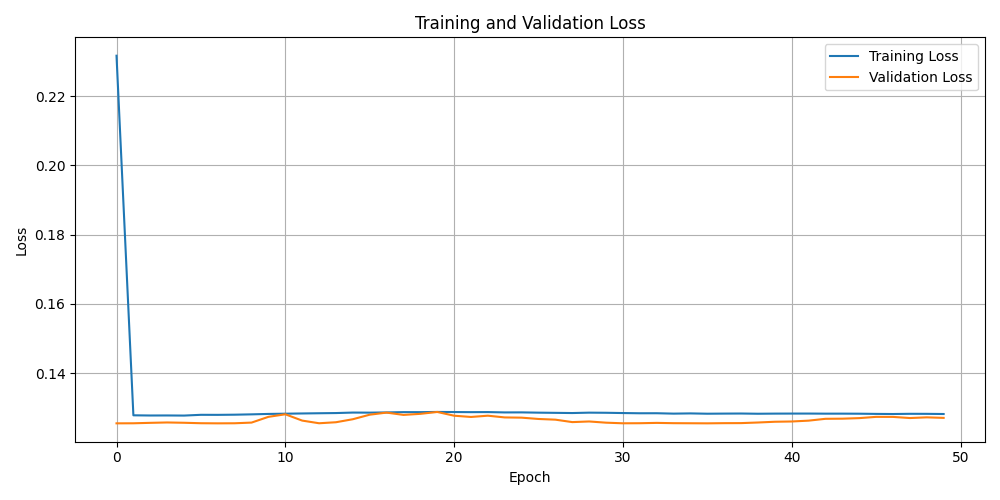 Training and Validation Loss
Training Loss
Validation Loss
0.22
0.20
0.18
0.16
0.14
Loss
0
10
20
30
40
50
Epoch